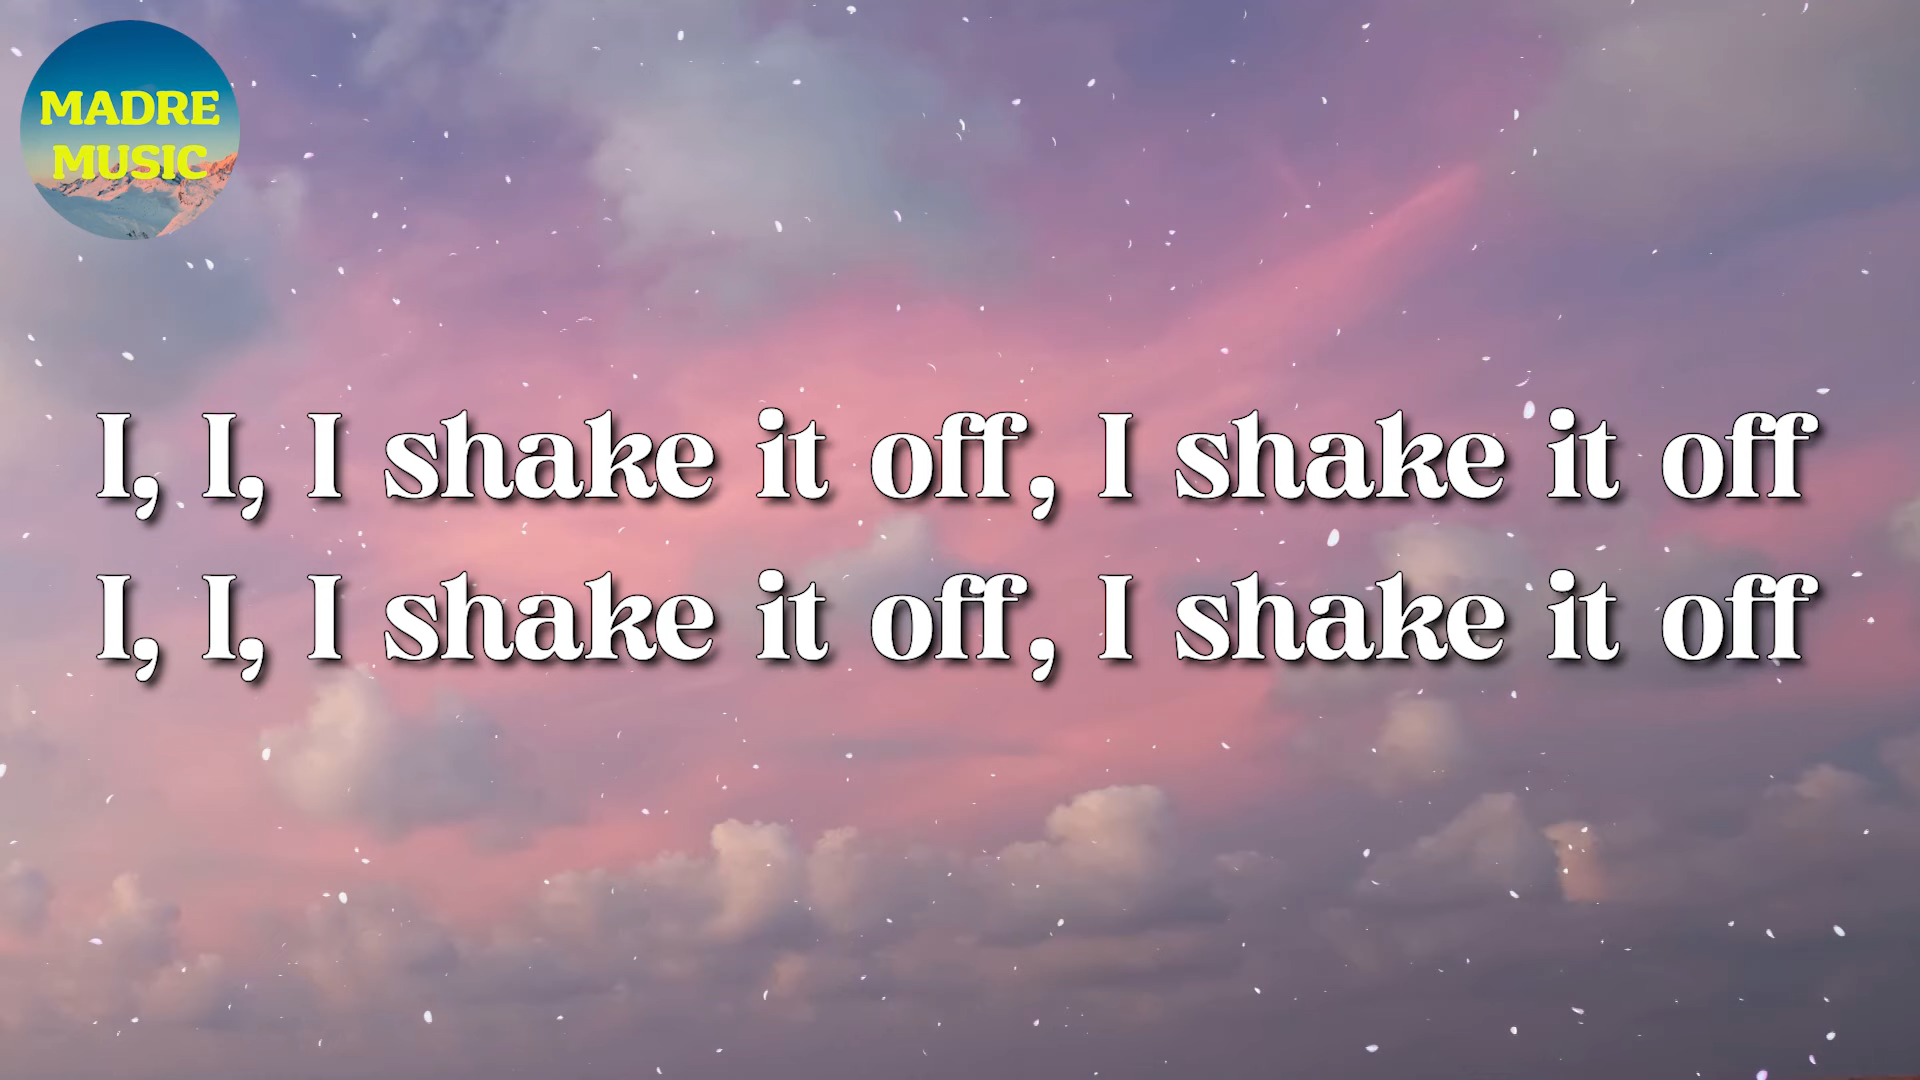 MADRE
MUSIC
I, I, I shake it off, I shake it off
I, I, I shake it off, I shake it off